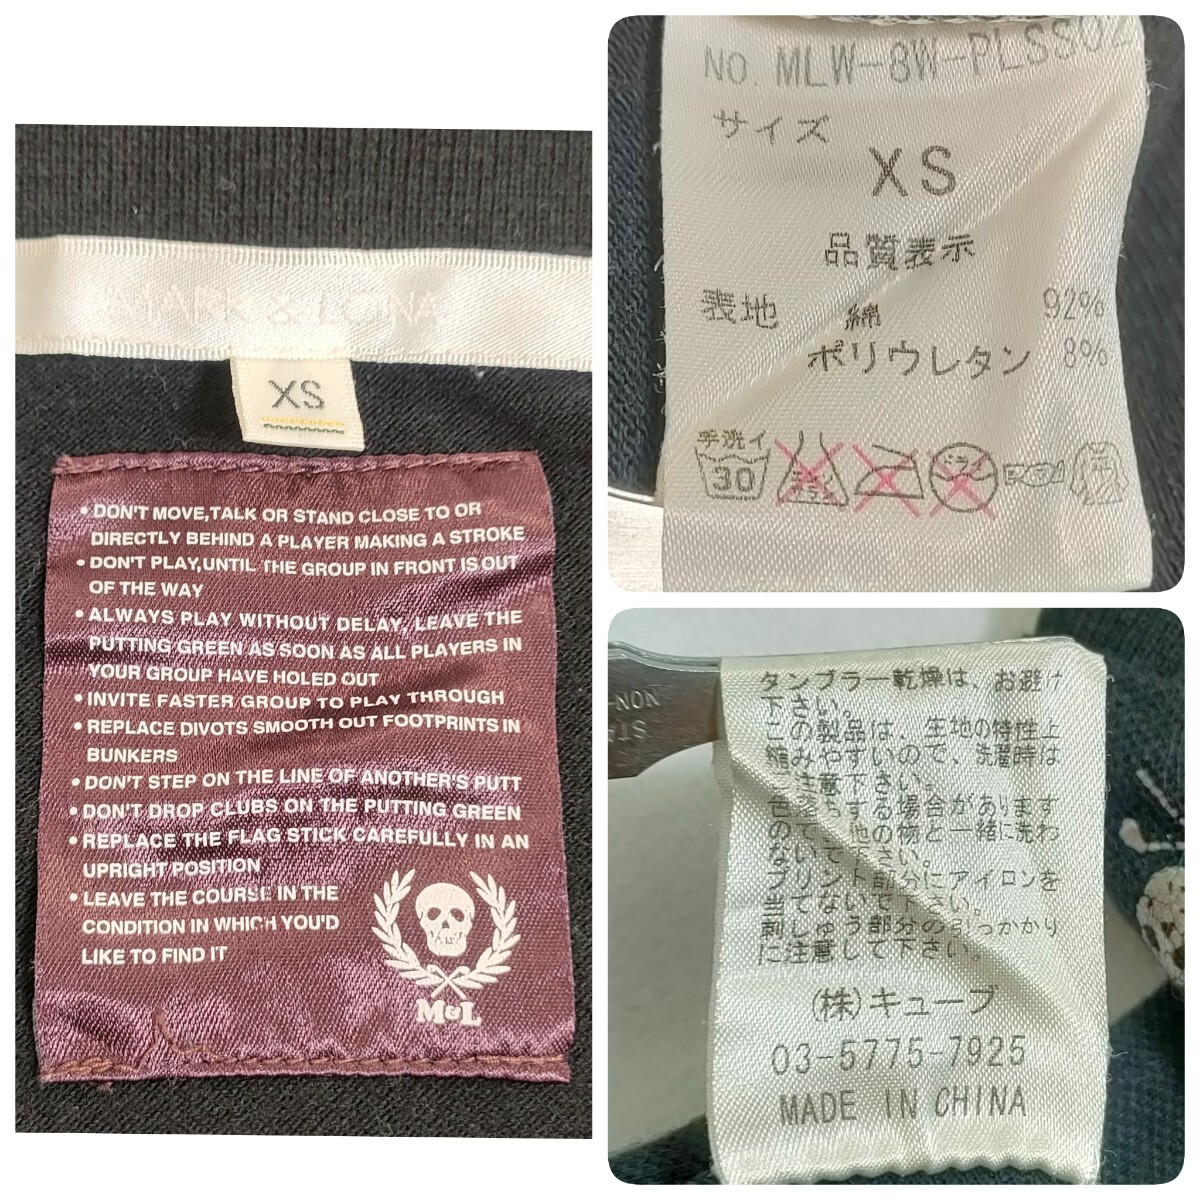 MARK & LONA
XS
• DON'T MOVE,TALK OR STAND CLOSE TO OR
DIRECTLY BEHIND A PLAYER MAKING A STROKE
• DON'T PLAY,UNTIL THE GROUP IN FRONT IS OUT
OF THE WAY
• ALWAYS PLAY WITHOUT DELAY, LEAVE THE
PUTTING GREEN AS SOON AS ALL PLAYERS IN
YOUR GROUP HAVE HOLED OUT
• INVITE FASTER GROUP TO PLAY THROUGH
• REPLACE DIVOTS SMOOTH OUT FOOTPRINTS IN
BUNKERS
• DON'T STEP ON THE LINE OF ANOTHER'S PUTT
• DON'T DROP CLUBS ON THE PUTTING GREEN
• REPLACE THE FLAG STICK CAREFULLY IN AN
UPRIGHT POSITION
• LEAVE THE COURSE IN THE
CONDITION IN WHICH YOU'D
LIKE TO FIND IT
M&L
NO. MLW-8W-PLSS02
サイズ
XS
品質表示
表地 綿 92%
ポリウレタン 8%
手洗イ
30
タンブラー乾燥は、お避け
下さい。
この製品は、生地の特性上
縮みやすいので、洗濯時は
ご注意下さい。
色落ちする場合があります
ので他の物と一緒に洗わ
ないで下さい。
プリント部分にアイロンを
しないで下さい。
刺しゅう部分の引っかかり
に注意して下さい。
(株)キューブ
03-5775-7925
MADE IN CHINA
NON-
STA